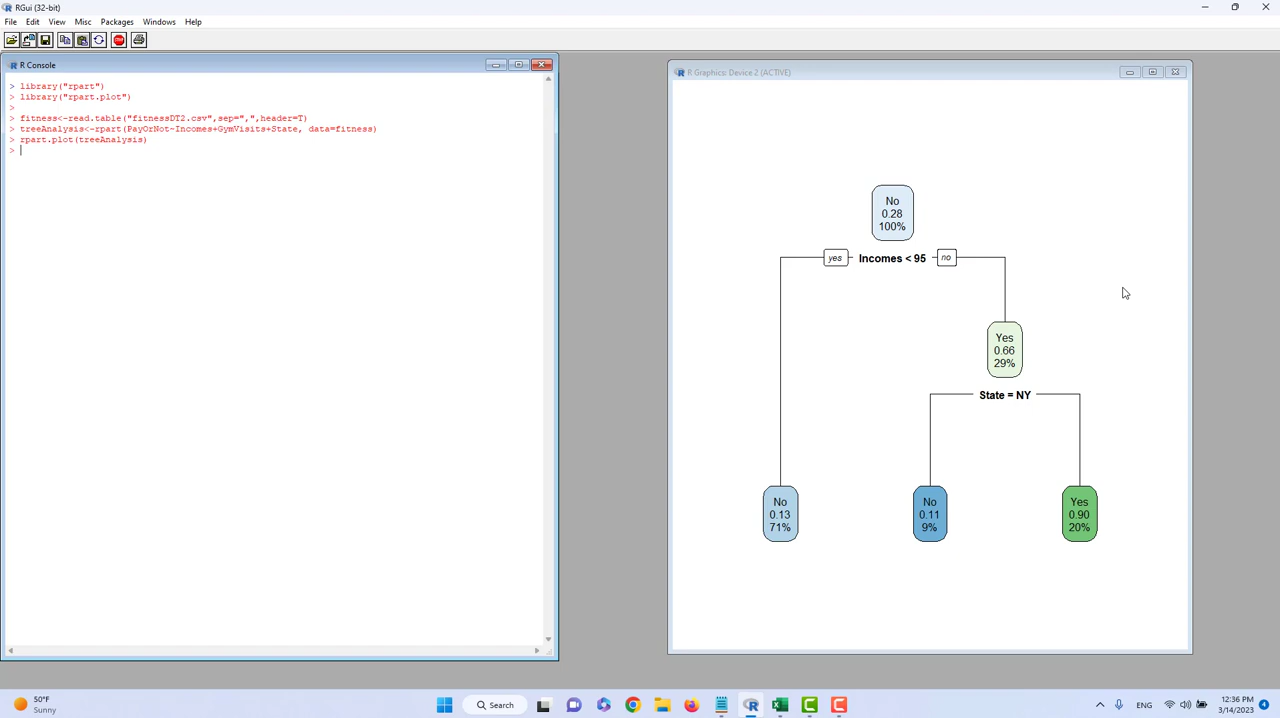 RGui (32-bit)
File Edit View Misc Packages Windows Help
R Console
> library("rpart")
> library("rpart.plot")
>
> fitness<-read.table("fitnessDT2.csv",sep=",",header=T)
> treeAnalysis<-rpart(PayOrNot~Incomes+GymVisits+State, data=fitness)
> rpart.plot(treeAnalysis)
>
R Graphics: Device 2 (ACTIVE)
No
0.28
100%
yes Incomes < 95 no
Yes
0.66
29%
State = NY
No
0.13
71%
No
0.11
9%
Yes
0.90
20%
50°F
Sunny
Search
ENG
12:36 PM
3/14/2023
4